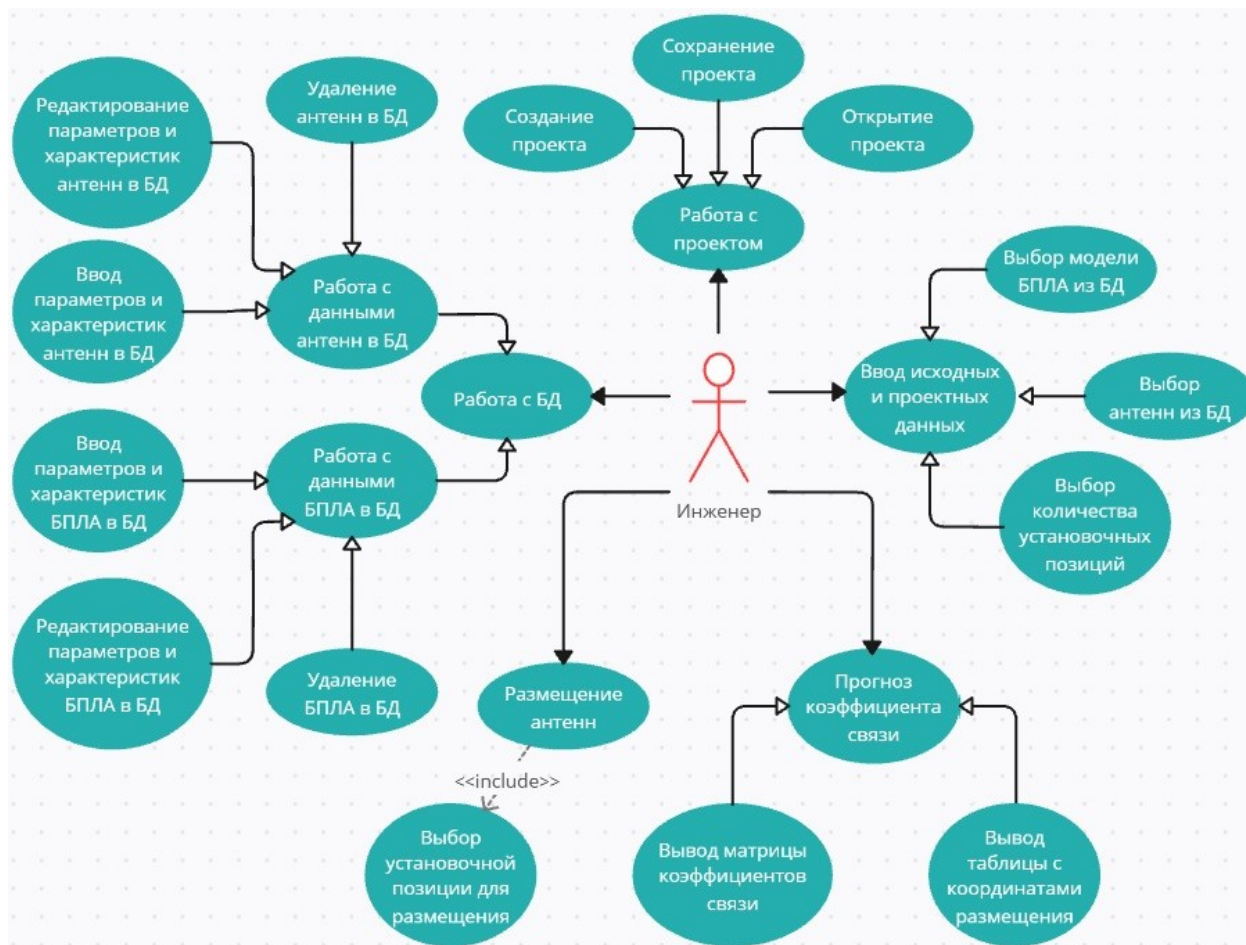 Сохранение
проекта
Создание
проекта
Открытие
проекта
Работа с
проектом
Редактирование
параметров и
характеристик
антенн в БД
Удаление
антенн в БД
Ввод
параметров и
характеристик
антенн в БД
Работа с
данными
антенн в БД
Работа с БД
Ввод
параметров и
характеристик
БПЛА в БД
Работа с
данными
БПЛА в БД
Редактирование
параметров и
характеристик
БПЛА в БД
Удаление
БПЛА в БД
Инженер
Выбор модели
БПЛА из БД
Ввод исходных
и проектных
данных
Выбор
антенн из БД
Выбор
количества
установочных
позиций
Размещение
антенн
<<include>>
Выбор
установочной
позиции для
размещения
Прогноз
коэффициента
связи
Вывод матрицы
коэффициентов
связи
Вывод
таблицы с
координатами
размещения